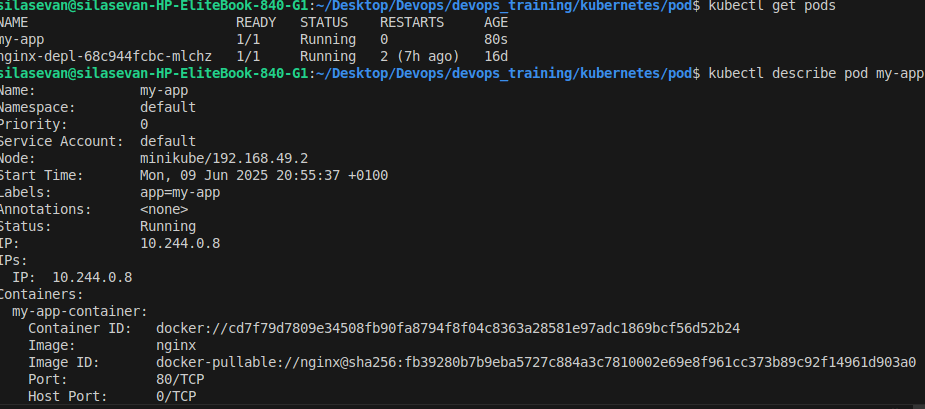 silasevan@silasevan-HP-EliteBook-840-G1:~/Desktop/Devops/devops_training/kubernetes/pod$ kubectl get pods
NAME                          READY   STATUS    RESTARTS     AGE
my-app                        1/1     Running   0            80s
nginx-depl-68c944fcbc-mlchz   1/1     Running   2 (7h ago)   16d
silasevan@silasevan-HP-EliteBook-840-G1:~/Desktop/Devops/devops_training/kubernetes/pod$ kubectl describe pod my-app
Name:             my-app
Namespace:        default
Priority:         0
Service Account:  default
Node:             minikube/192.168.49.2
Start Time:       Mon, 09 Jun 2025 20:55:37 +0100
Labels:           app=my-app
Annotations:      <none>
Status:           Running
IP:               10.244.0.8
IPs:
  IP:  10.244.0.8
Containers:
  my-app-container:
    Container ID:   docker://cd7f79d7809e34508fb90fa8794f8f04c8363a28581e97adc1869bcf56d52b24
    Image:          nginx
    Image ID:       docker-pullable://nginx@sha256:fb39280b7b9eba5727c884a3c7810002e69e8f961cc373b89c92f14961d903a0
    Port:           80/TCP
    Host Port:      0/TCP